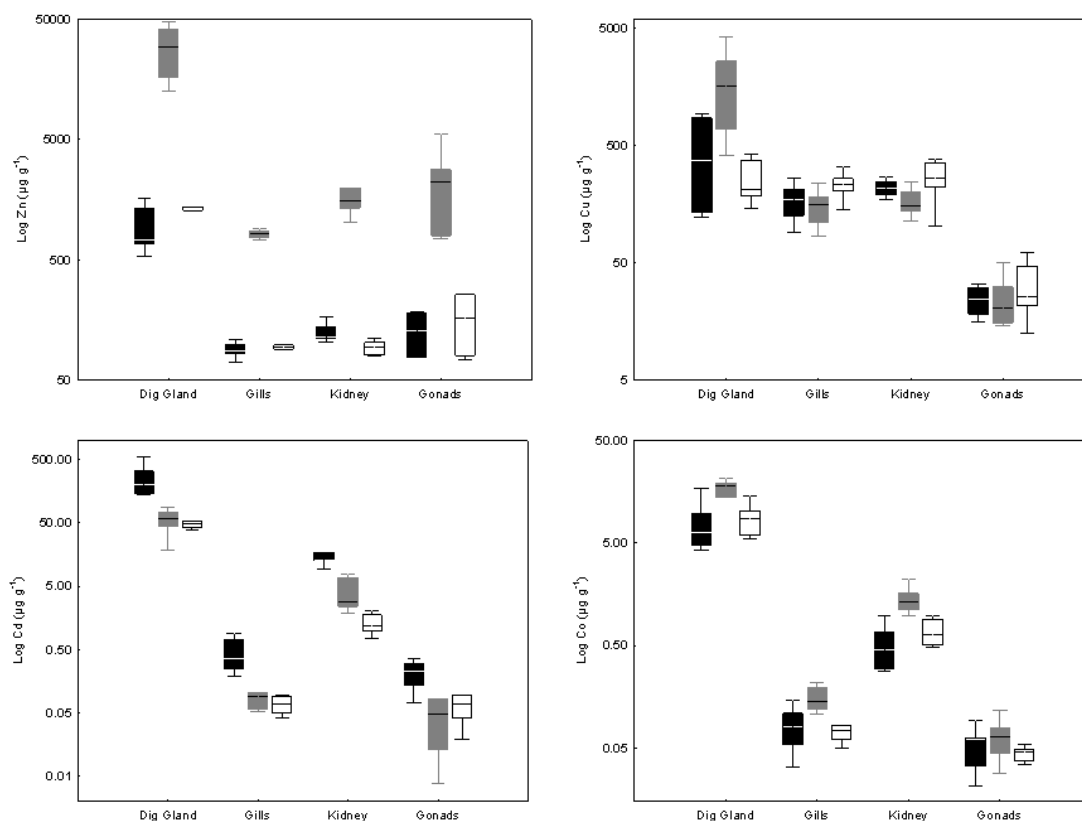 50000
5000
500
50
Log Zn (µg g⁻¹)
Dig Gland Gills Kidney Gonads
5000
500
50
5
Log Cu (µg g⁻¹)
Dig Gland Gills Kidney Gonads
500.00
50.00
5.00
0.50
0.05
0.01
Log Cd (µg g⁻¹)
Dig Gland Gills Kidney Gonads
50.00
5.00
0.50
0.05
Log Co (µg g⁻¹)
Dig Gland Gills Kidney Gonads